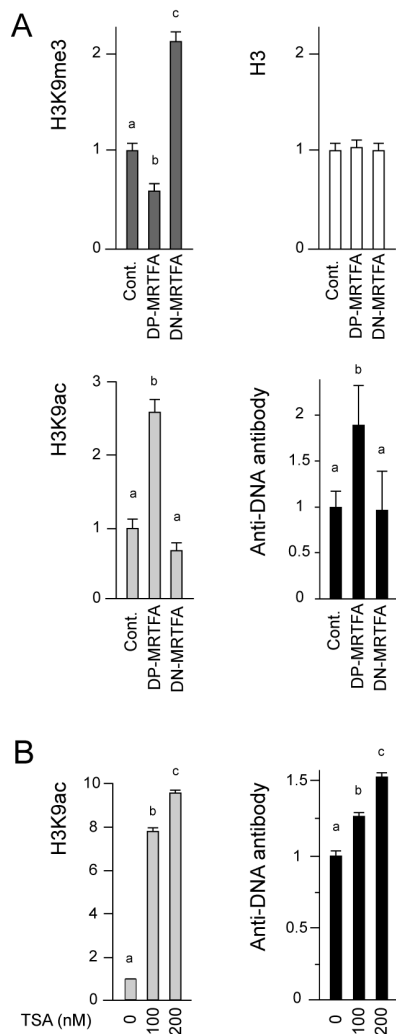 A
H3K9me3
2
1
0
a
b
c
Cont.
DP-MRTFA
DN-MRTFA
H3
2
1
0
Cont.
DP-MRTFA
DN-MRTFA
H3K9ac
3
2
1
0
a
b
a
Cont.
DP-MRTFA
DN-MRTFA
Anti-DNA antibody
2
1.5
1
0.5
0
a
b
a
Cont.
DP-MRTFA
DN-MRTFA
B
H3K9ac
10
8
6
4
2
1
0
a
b
c
TSA (nM)
0
100
200
Anti-DNA antibody
1.5
1
0.5
0
a
b
c
0
100
200